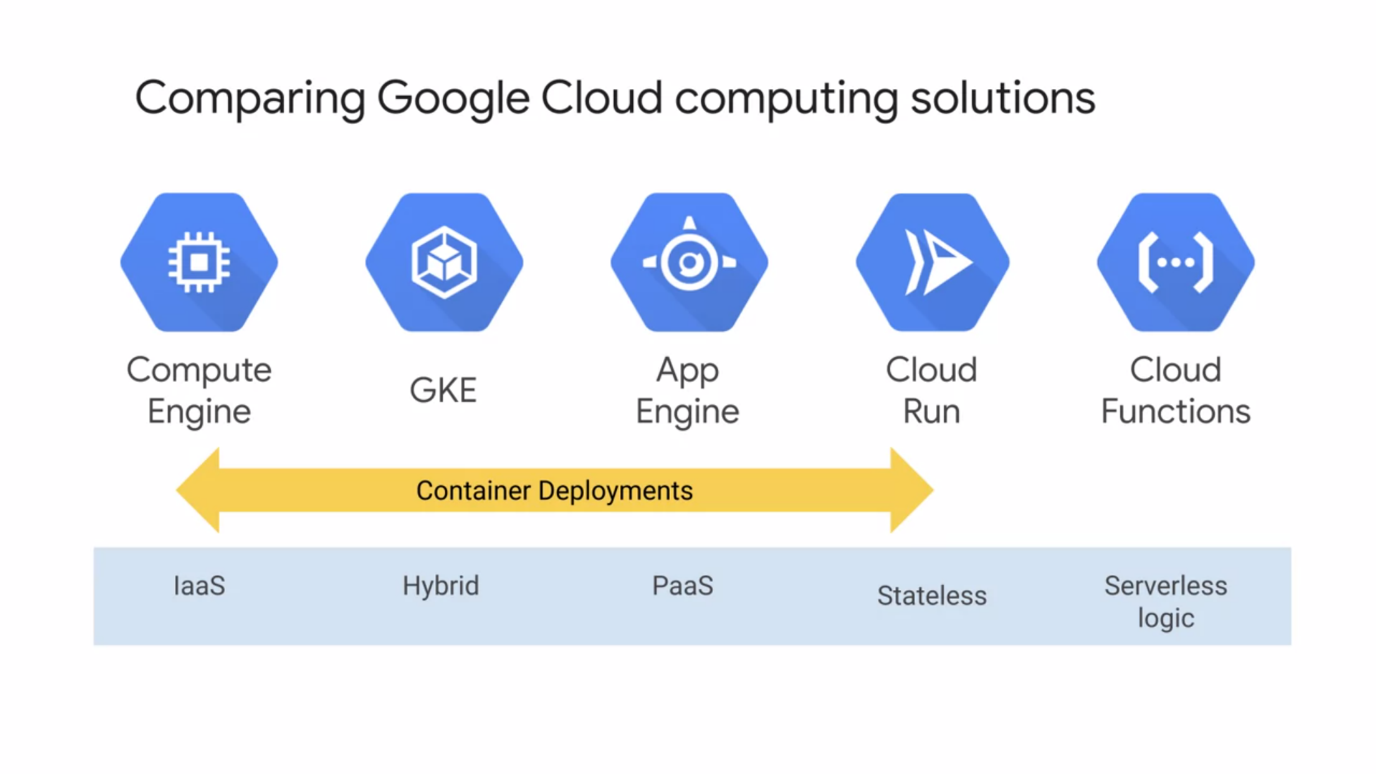 Comparing Google Cloud computing solutions
Compute
Engine
GKE
App
Engine
Cloud
Run
Cloud
Functions
Container Deployments
IaaS
Hybrid
PaaS
Stateless
Serverless
logic